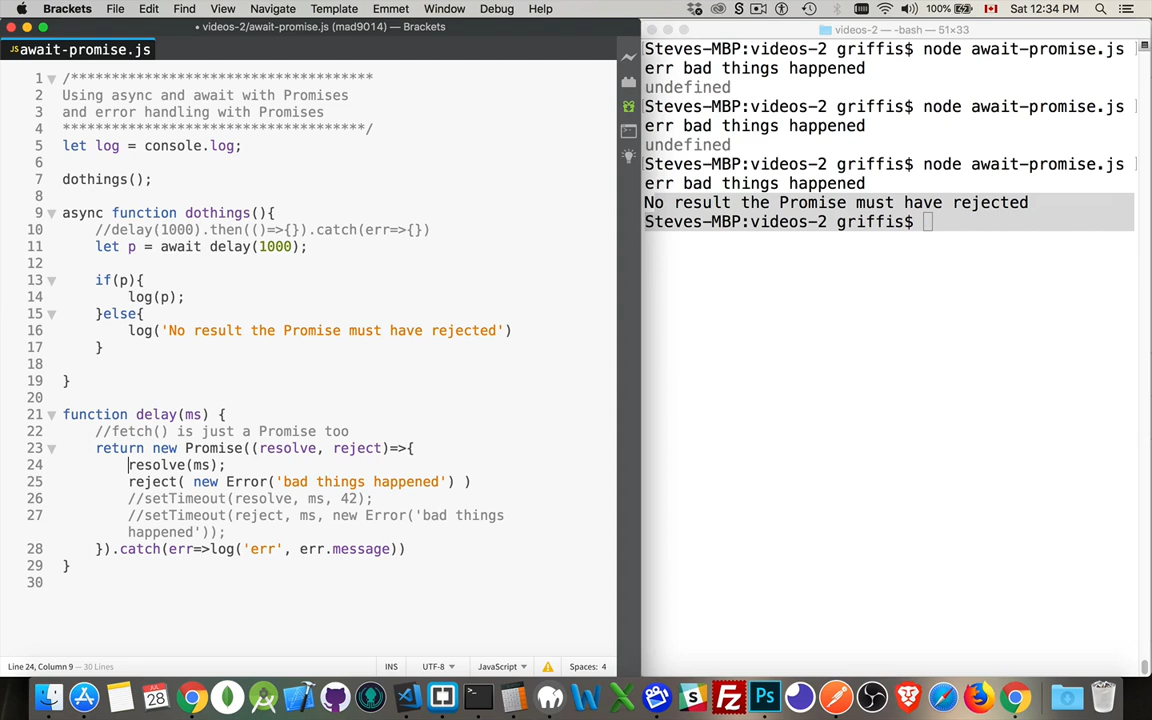 Brackets File Edit View Navigate Template Emmet Window Debug Help 100% Sat 12:34 PM
videos-2/await-promise.js (mad9014) — Brackets
JS await-promise.js
1 /*************************************
2 Using async and await with Promises
3 and error handling with Promises
4 *************************************/
5 let log = console.log;
6
7 dothings();
8
9 async function dothings(){
10 //delay(1000).then(()=>{}).catch(err=>{})
11 let p = await delay(1000);
12
13 if(p){
14 log(p);
15 }else{
16 log('No result the Promise must have rejected')
17 }
18
19 }
20
21 function delay(ms) {
22 //fetch() is just a Promise too
23 return new Promise((resolve, reject)=>{
24 resolve(ms);
25 reject( new Error('bad things happened') )
26 //setTimeout(resolve, ms, 42);
27 //setTimeout(reject, ms, new Error('bad things
happened'));
28 }).catch(err=>log('err', err.message))
29 }
30
Line 24, Column 9 — 30 Lines INS UTF-8 JavaScript Spaces: 4
videos-2 — -bash — 51×33
Steves-MBP:videos-2 griffis$ node await-promise.js
err bad things happened
undefined
Steves-MBP:videos-2 griffis$ node await-promise.js
err bad things happened
undefined
Steves-MBP:videos-2 griffis$ node await-promise.js
err bad things happened
No result the Promise must have rejected
Steves-MBP:videos-2 griffis$
JUL
28